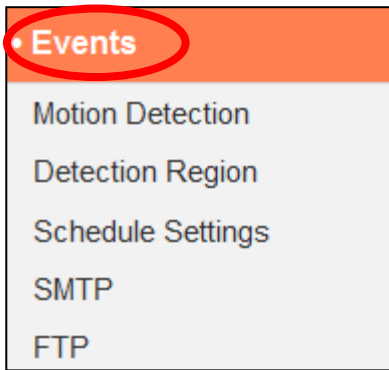 • Events
Motion Detection
Detection Region
Schedule Settings
SMTP
FTP